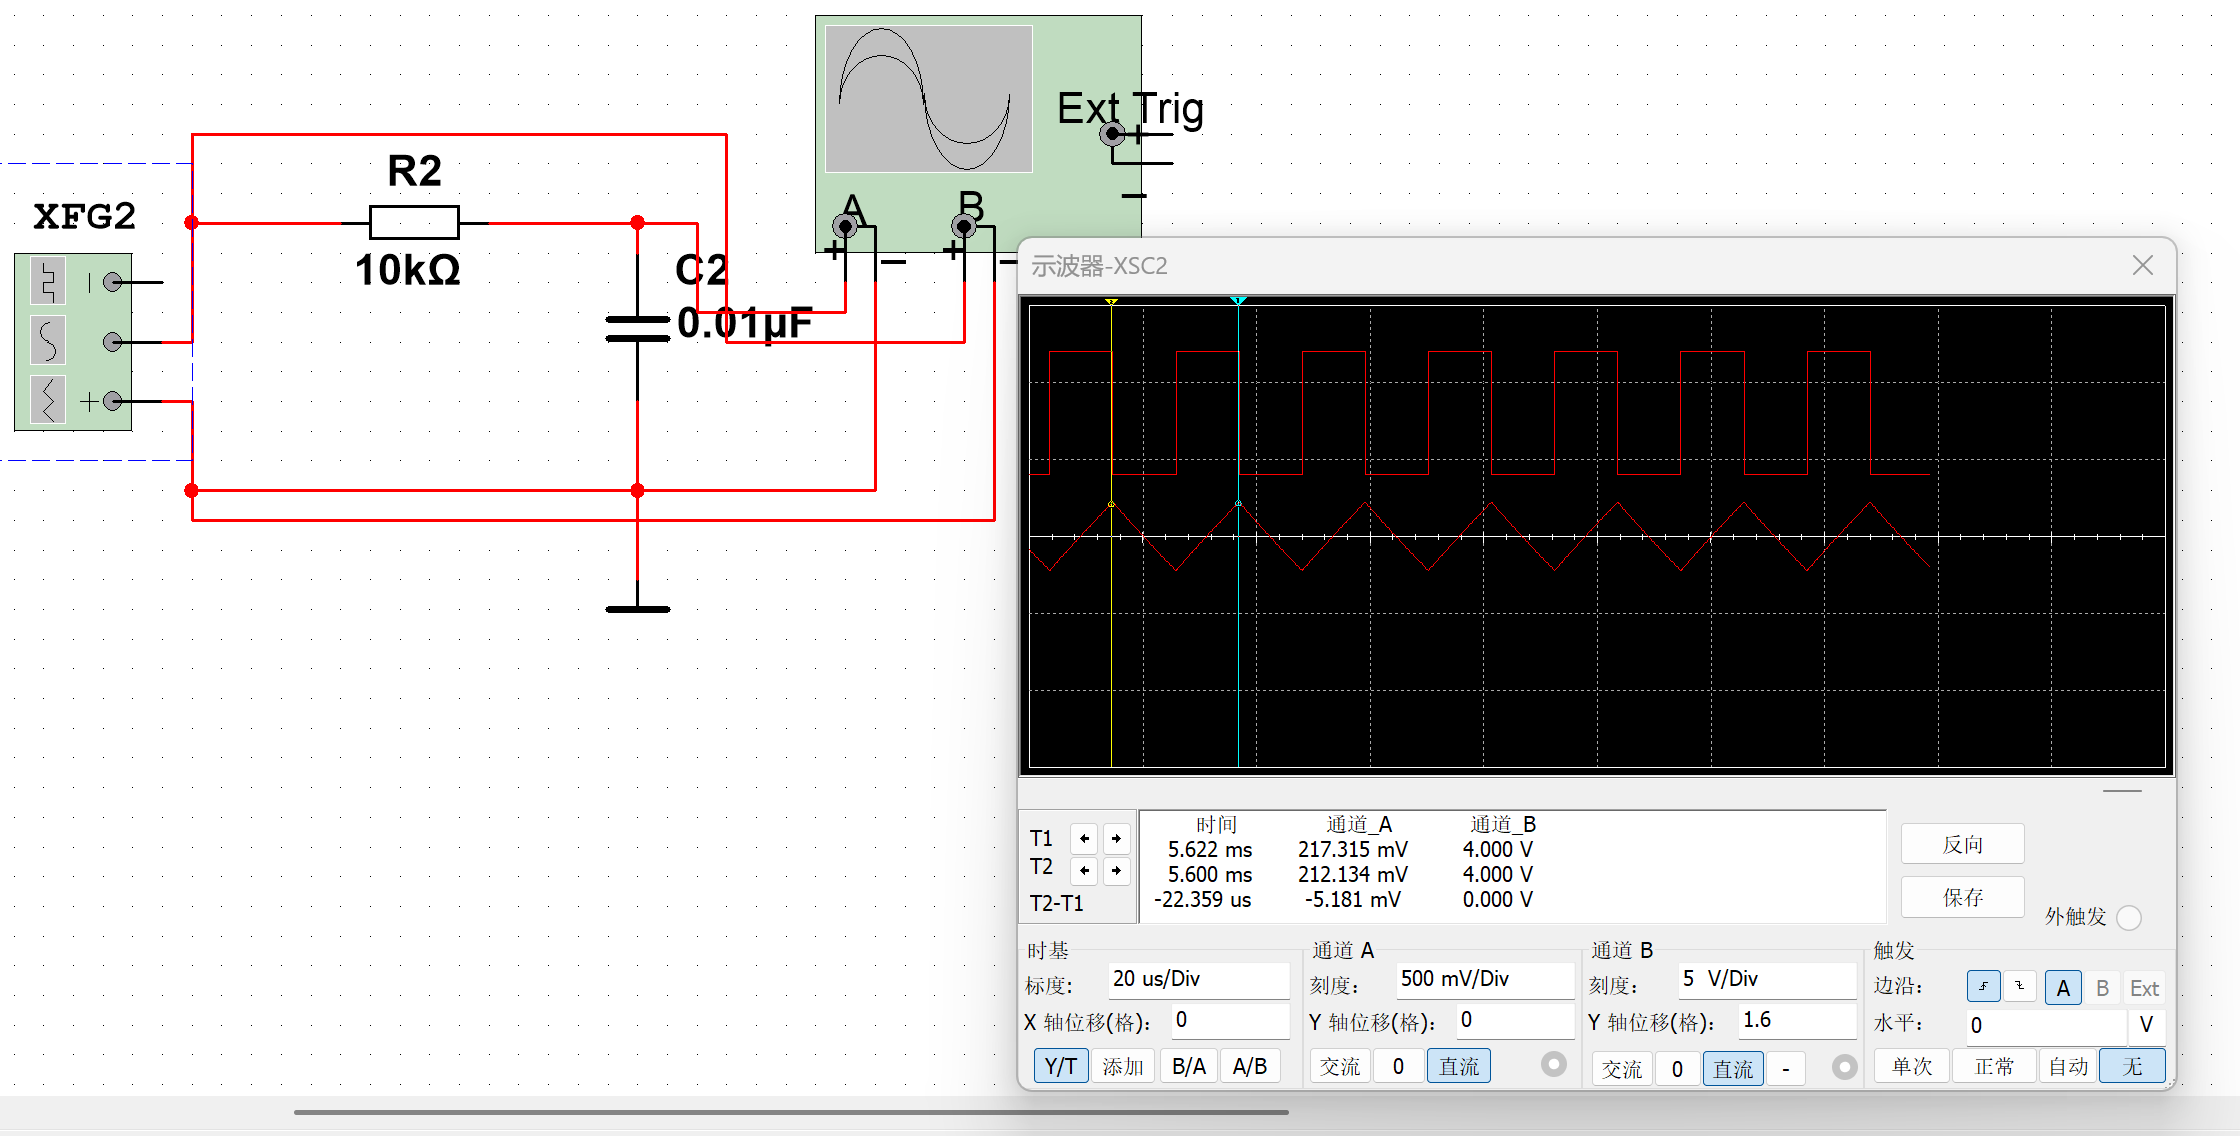 Ext Trig
+
R2
XFG2
A
B
+
−
+
−
−
10kΩ
C2
0.01µF
+
示波器-XSC2
时间 通道_A 通道_B
T1 5.622 ms 217.315 mV 4.000 V
T2 5.600 ms 212.134 mV 4.000 V
T2-T1 -22.359 us -5.181 mV 0.000 V
反向
保存
外触发
时基
标度: 20 us/Div
X 轴位移(格): 0
Y/T 添加 B/A A/B
通道 A
刻度: 500 mV/Div
Y 轴位移(格): 0
交流 0 直流
通道 B
刻度: 5 V/Div
Y 轴位移(格): 1.6
交流 0 直流 -
触发
边沿: A B Ext
水平: 0 V
单次 正常 自动 无